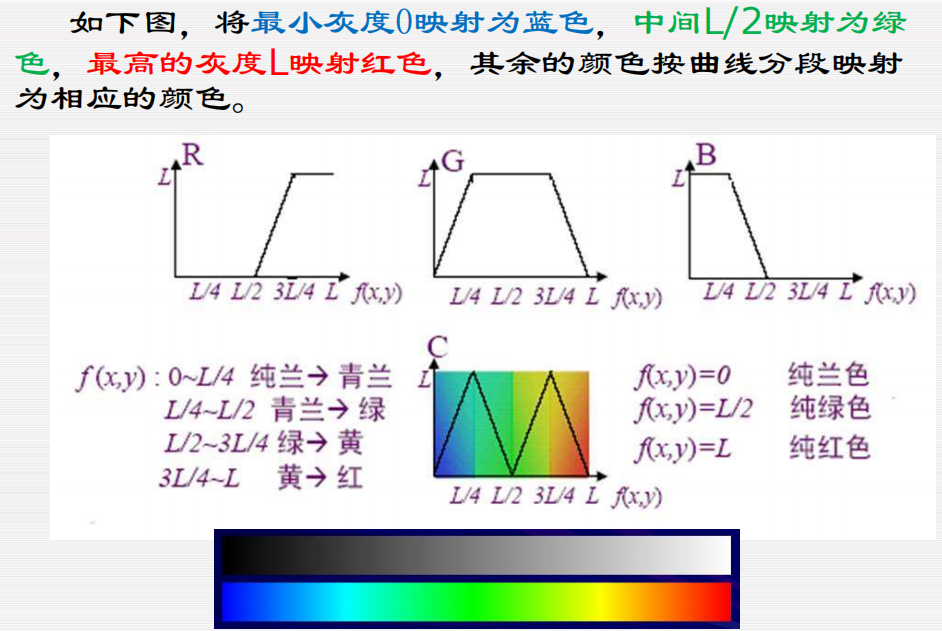 如下图，将最小灰度0映射为蓝色，中间L/2映射为绿
色，最高的灰度L映射红色，其余的颜色按曲线分段映射
为相应的颜色。
R
L
L/4 L/2 3L/4 L f(x,y)
G
L
L/4 L/2 3L/4 L f(x,y)
B
L
L/4 L/2 3L/4 L f(x,y)
f(x,y) : 0~L/4 纯兰→ 青兰
L/4~L/2 青兰→ 绿
L/2~3L/4 绿→ 黄
3L/4~L 黄→ 红
C
L
L/4 L/2 3L/4 L f(x,y)
f(x,y)=0 纯兰色
f(x,y)=L/2 纯绿色
f(x,y)=L 纯红色